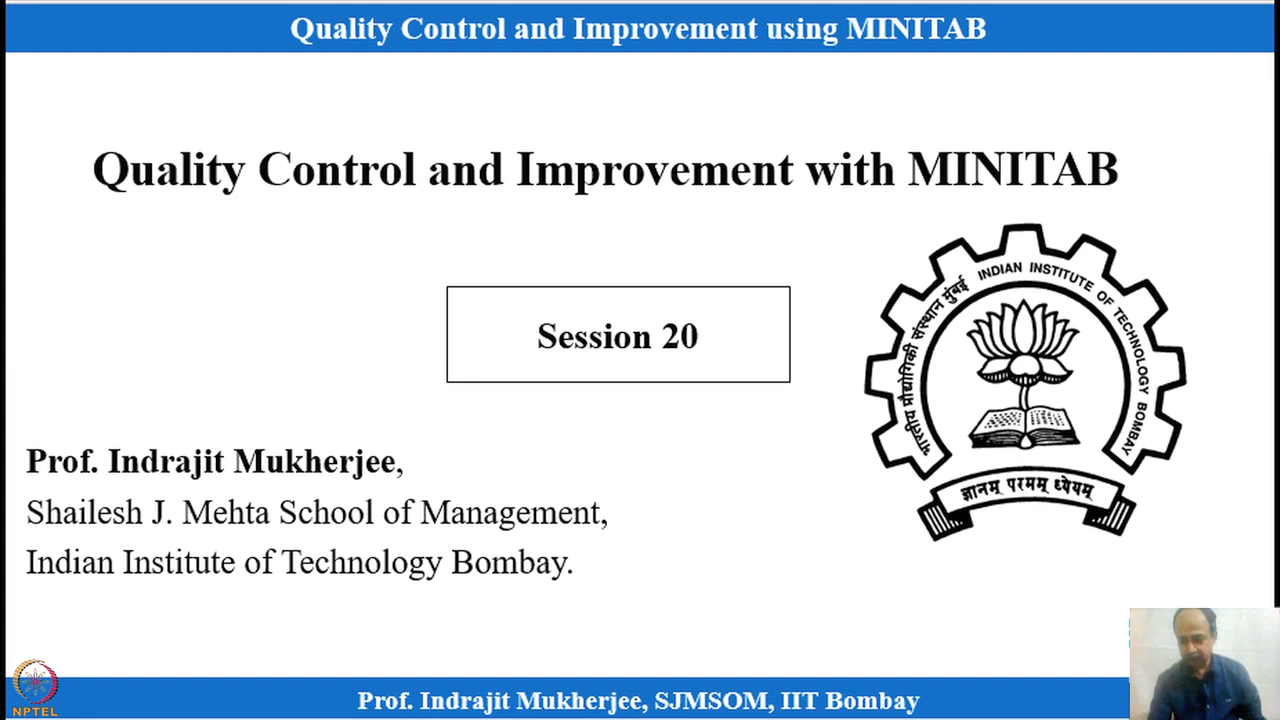 Quality Control and Improvement using MINITAB
Quality Control and Improvement with MINITAB
Session 20
भारतीय प्रौद्योगिकी संस्थान मुंबई
INDIAN INSTITUTE OF TECHNOLOGY BOMBAY
ज्ञानम् परमम् ध्येयम्
Prof. Indrajit Mukherjee,
Shailesh J. Mehta School of Management,
Indian Institute of Technology Bombay.
NPTEL
Prof. Indrajit Mukherjee, SJMSOM, IIT Bombay